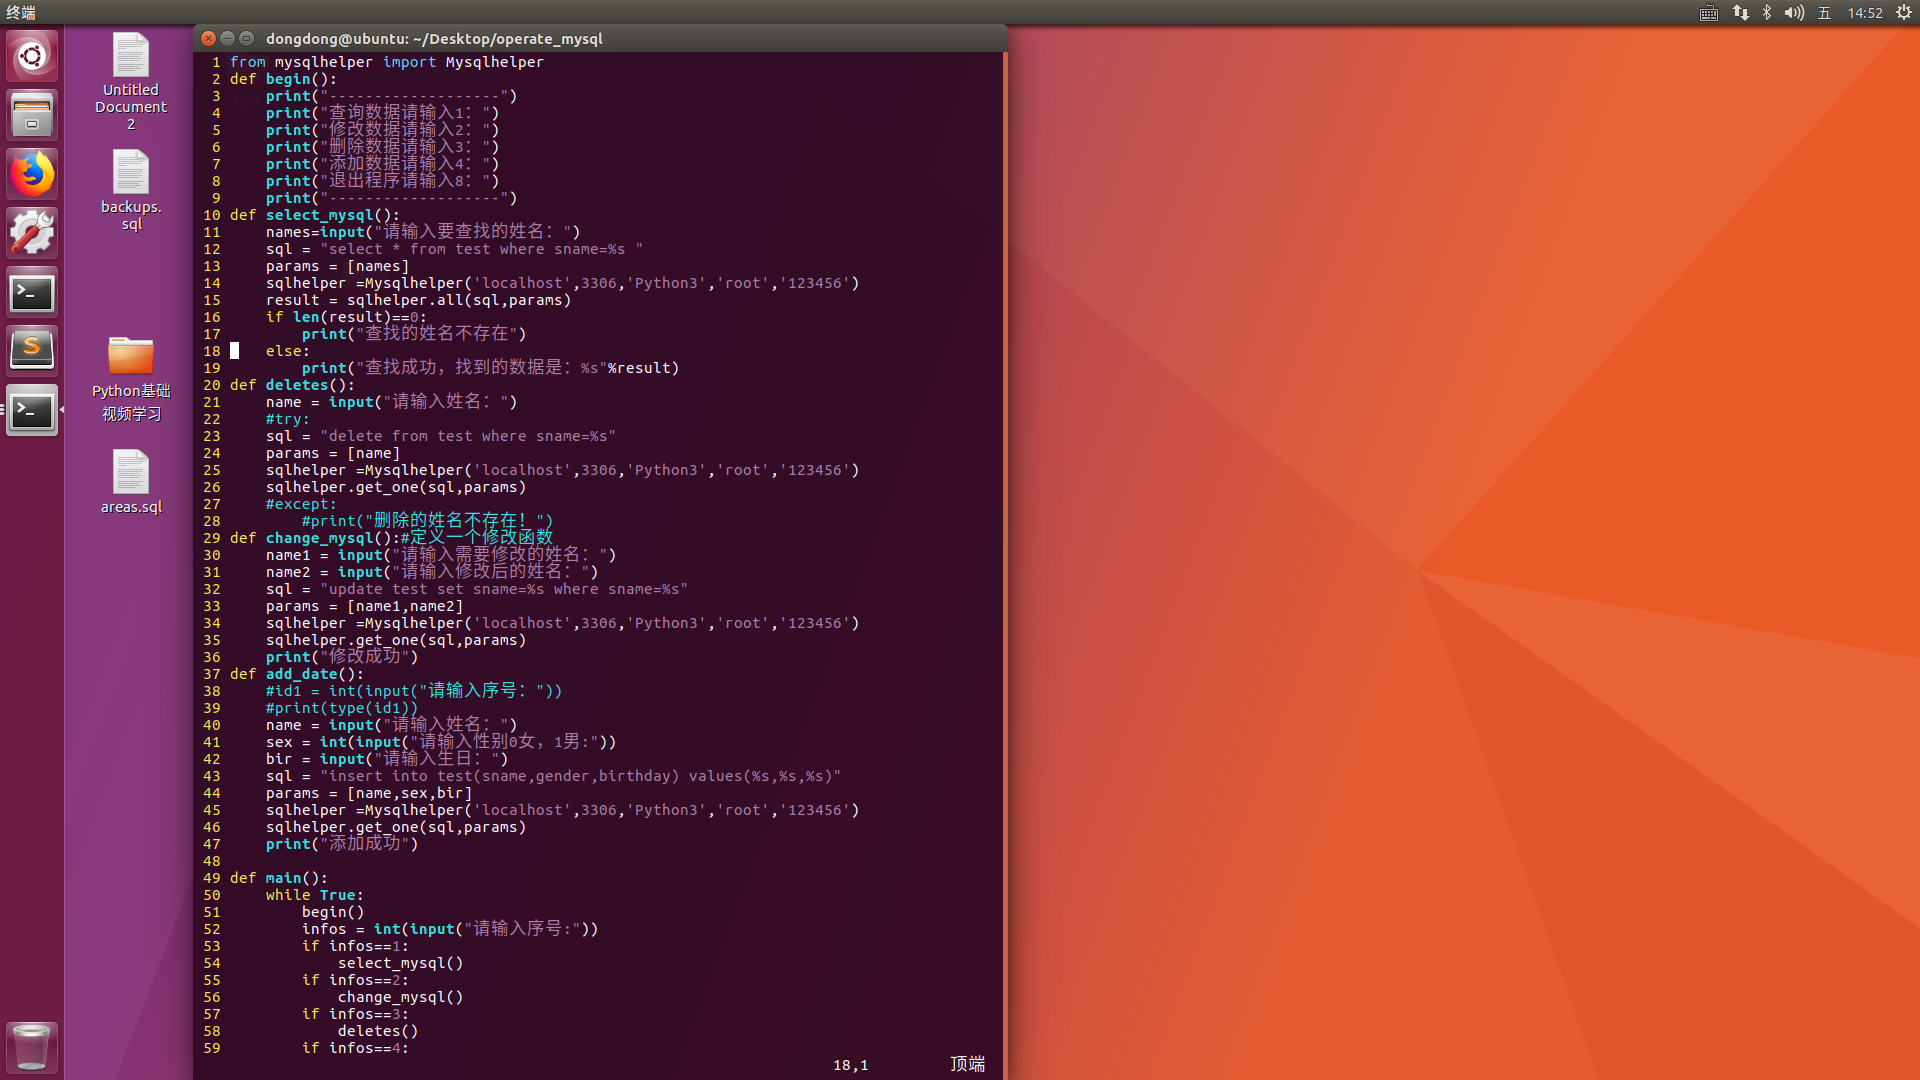 终端
五 14:52
Untitled
Document
2
backups.
sql
Python基础
视频学习
areas.sql
dongdong@ubuntu: ~/Desktop/operate_mysql
1 from mysqlhelper import Mysqlhelper
2 def begin():
3     print("-------------------")
4     print("查询数据请输入1：")
5     print("修改数据请输入2：")
6     print("删除数据请输入3：")
7     print("添加数据请输入4：")
8     print("退出程序请输入8：")
9     print("-------------------")
10 def select_mysql():
11     names=input("请输入要查找的姓名：")
12     sql = "select * from test where sname=%s "
13     params = [names]
14     sqlhelper =Mysqlhelper('localhost',3306,'Python3','root','123456')
15     result = sqlhelper.all(sql,params)
16     if len(result)==0:
17         print("查找的姓名不存在")
18     else:
19         print("查找成功，找到的数据是：%s"%result)
20 def deletes():
21     name = input("请输入姓名：")
22     #try:
23     sql = "delete from test where sname=%s"
24     params = [name]
25     sqlhelper =Mysqlhelper('localhost',3306,'Python3','root','123456')
26     sqlhelper.get_one(sql,params)
27     #except:
28         #print("删除的姓名不存在！")
29 def change_mysql():#定义一个修改函数
30     name1 = input("请输入需要修改的姓名：")
31     name2 = input("请输入修改后的姓名：")
32     sql = "update test set sname=%s where sname=%s"
33     params = [name1,name2]
34     sqlhelper =Mysqlhelper('localhost',3306,'Python3','root','123456')
35     sqlhelper.get_one(sql,params)
36     print("修改成功")
37 def add_date():
38     #id1 = int(input("请输入序号："))
39     #print(type(id1))
40     name = input("请输入姓名：")
41     sex = int(input("请输入性别0女，1男:"))
42     bir = input("请输入生日：")
43     sql = "insert into test(sname,gender,birthday) values(%s,%s,%s)"
44     params = [name,sex,bir]
45     sqlhelper =Mysqlhelper('localhost',3306,'Python3','root','123456')
46     sqlhelper.get_one(sql,params)
47     print("添加成功")
48
49 def main():
50     while True:
51         begin()
52         infos = int(input("请输入序号:"))
53         if infos==1:
54             select_mysql()
55         if infos==2:
56             change_mysql()
57         if infos==3:
58             deletes()
59         if infos==4:
18,1 顶端